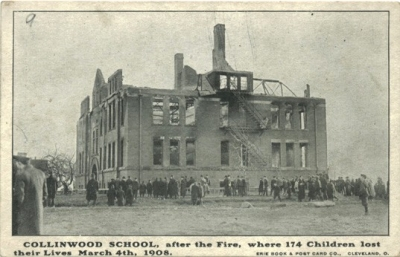 9
COLLINWOOD SCHOOL, after the Fire, where 174 Children lost
their Lives March 4th, 1908. ERIE BOOK & POST CARD CO., CLEVELAND, O.